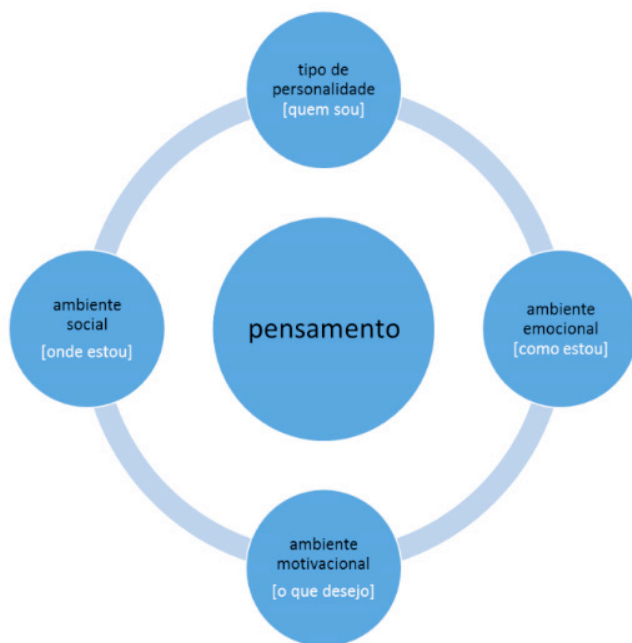 tipo de
personalidade
[quem sou]
ambiente
social
[onde estou]
pensamento
ambiente
emocional
[como estou]
ambiente
motivacional
[o que desejo]